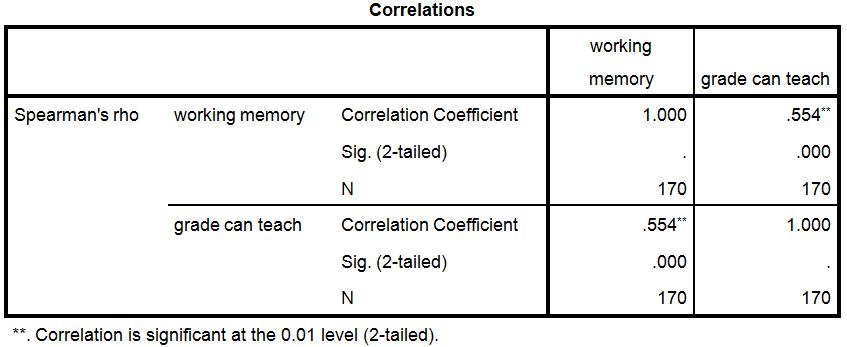 Correlations
working memory grade can teach
Spearman's rho working memory Correlation Coefficient 1.000 .554**
Sig. (2-tailed) . .000
N 170 170
grade can teach Correlation Coefficient .554** 1.000
Sig. (2-tailed) .000 .
N 170 170
**. Correlation is significant at the 0.01 level (2-tailed).